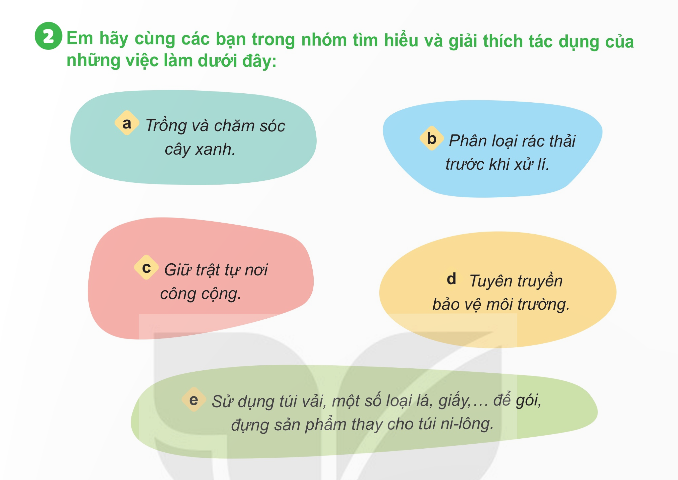 2 Em hãy cùng các bạn trong nhóm tìm hiểu và giải thích tác dụng của
những việc làm dưới đây:
a Trồng và chăm sóc
cây xanh.
b Phân loại rác thải
trước khi xử lí.
c Giữ trật tự nơi
công cộng.
d Tuyên truyền
bảo vệ môi trường.
e Sử dụng túi vải, một số loại lá, giấy,... để gói,
đựng sản phẩm thay cho túi ni-lông.